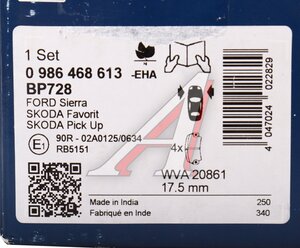 1 Set
0 986 468 613 -EHA
BP728
FORD Sierra
SKODA Favorit
SKODA Pick Up
E1 90R - 02A0125/0634
RB5151
4x
WVA 20861
17.5 mm
Made in India 250
Fabriqué en Inde 340
4 047024 022829